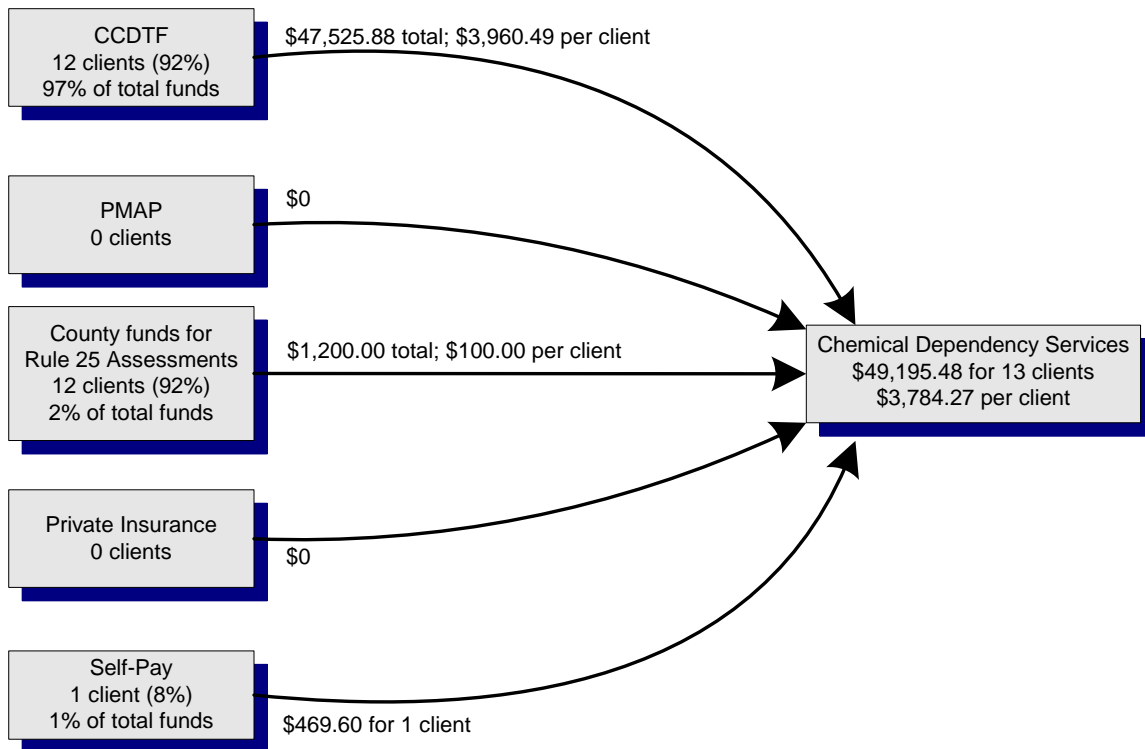 CCDTF
12 clients (92%)
97% of total funds
$47,525.88 total; $3,960.49 per client
PMAP
0 clients
$0
County funds for
Rule 25 Assessments
12 clients (92%)
2% of total funds
$1,200.00 total; $100.00 per client
Chemical Dependency Services
$49,195.48 for 13 clients
$3,784.27 per client
Private Insurance
0 clients
$0
Self-Pay
1 client (8%)
1% of total funds
$469.60 for 1 client